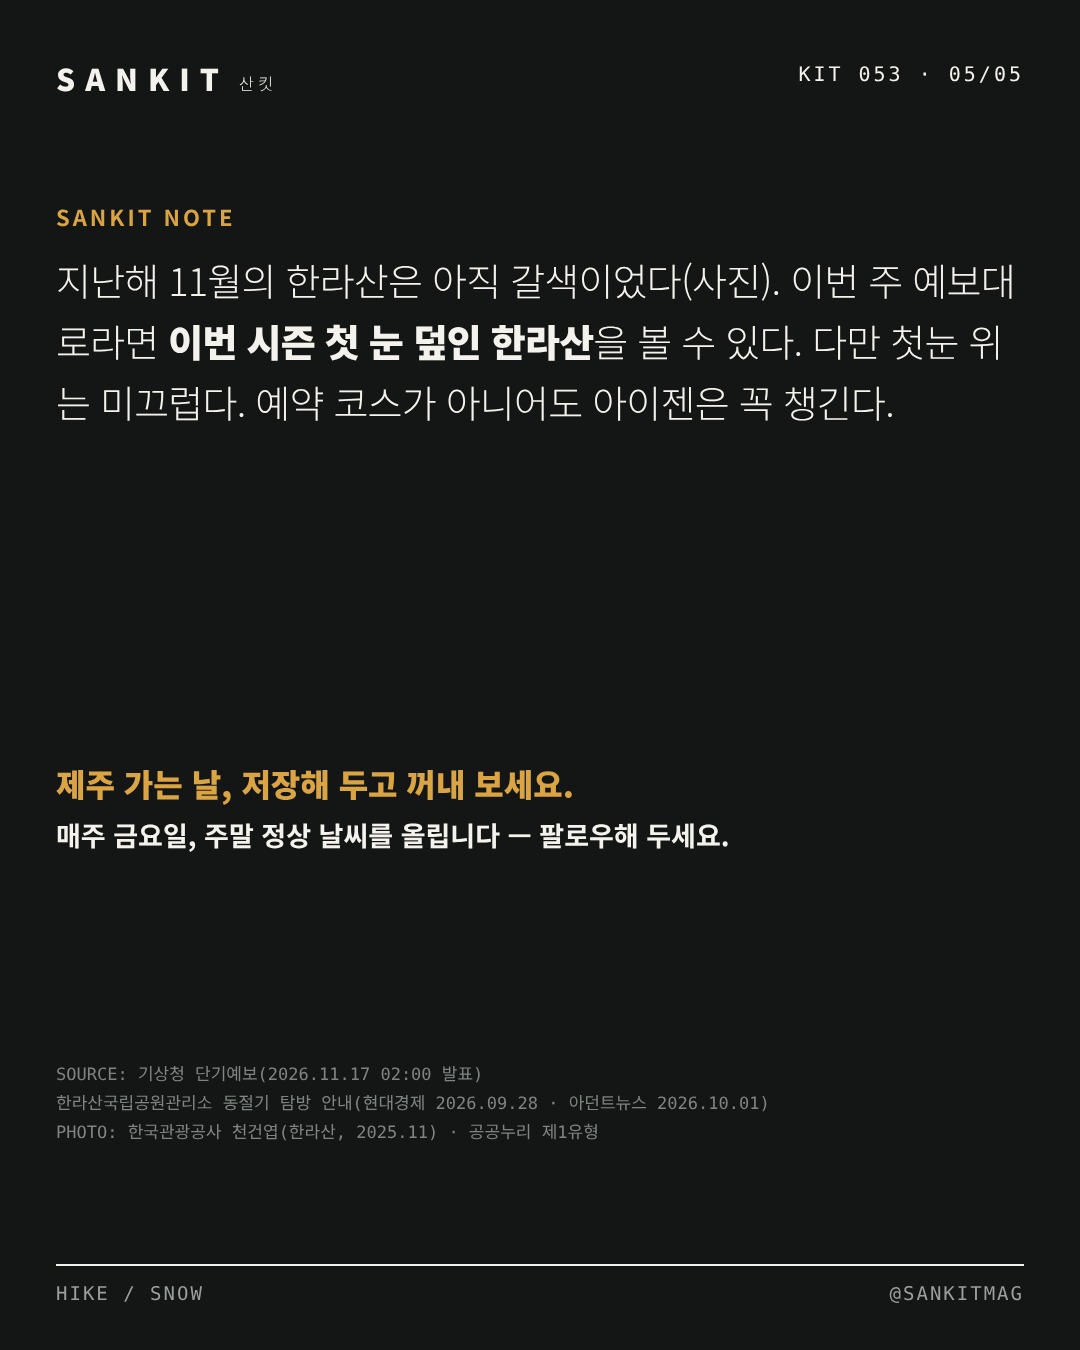 SANKIT 산킷
KIT 053 · 05/05
SANKIT NOTE
지난해 11월의 한라산은 아직 갈색이었다(사진). 이번 주 예보대
로라면 이번 시즌 첫 눈 덮인 한라산을 볼 수 있다. 다만 첫눈 위
는 미끄럽다. 예약 코스가 아니어도 아이젠은 꼭 챙긴다.
제주 가는 날, 저장해 두고 꺼내 보세요.
매주 금요일, 주말 정상 날씨를 올립니다 — 팔로우해 두세요.
SOURCE: 기상청 단기예보(2026.11.17 02:00 발표)
한라산국립공원관리소 동절기 탐방 안내(현대경제 2026.09.28 · 아던트뉴스 2026.10.01)
PHOTO: 한국관광공사 천건엽(한라산, 2025.11) · 공공누리 제1유형
HIKE / SNOW
@SANKITMAG